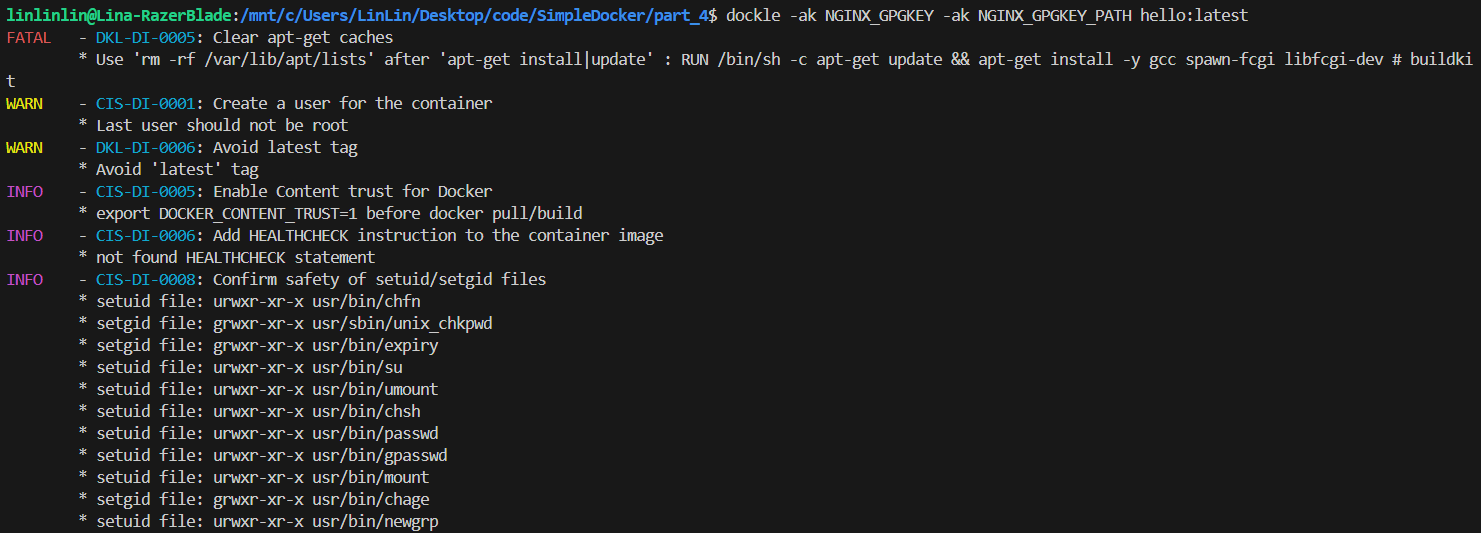 linlinlin@Lina-RazerBlade:/mnt/c/Users/LinLin/Desktop/code/SimpleDocker/part_4$ dockle -ak NGINX_GPGKEY -ak NGINX_GPGKEY_PATH hello:latest
FATAL - DKL-DI-0005: Clear apt-get caches
* Use 'rm -rf /var/lib/apt/lists' after 'apt-get install|update' : RUN /bin/sh -c apt-get update && apt-get install -y gcc spawn-fcgi libfcgi-dev # buildki
t
WARN - CIS-DI-0001: Create a user for the container
* Last user should not be root
WARN - DKL-DI-0006: Avoid latest tag
* Avoid 'latest' tag
INFO - CIS-DI-0005: Enable Content trust for Docker
* export DOCKER_CONTENT_TRUST=1 before docker pull/build
INFO - CIS-DI-0006: Add HEALTHCHECK instruction to the container image
* not found HEALTHCHECK statement
INFO - CIS-DI-0008: Confirm safety of setuid/setgid files
* setuid file: urwxr-xr-x usr/bin/chfn
* setgid file: grwxr-xr-x usr/sbin/unix_chkpwd
* setgid file: grwxr-xr-x usr/bin/expiry
* setuid file: urwxr-xr-x usr/bin/su
* setuid file: urwxr-xr-x usr/bin/umount
* setuid file: urwxr-xr-x usr/bin/chsh
* setuid file: urwxr-xr-x usr/bin/passwd
* setuid file: urwxr-xr-x usr/bin/gpasswd
* setuid file: urwxr-xr-x usr/bin/mount
* setgid file: grwxr-xr-x usr/bin/chage
* setuid file: urwxr-xr-x usr/bin/newgrp